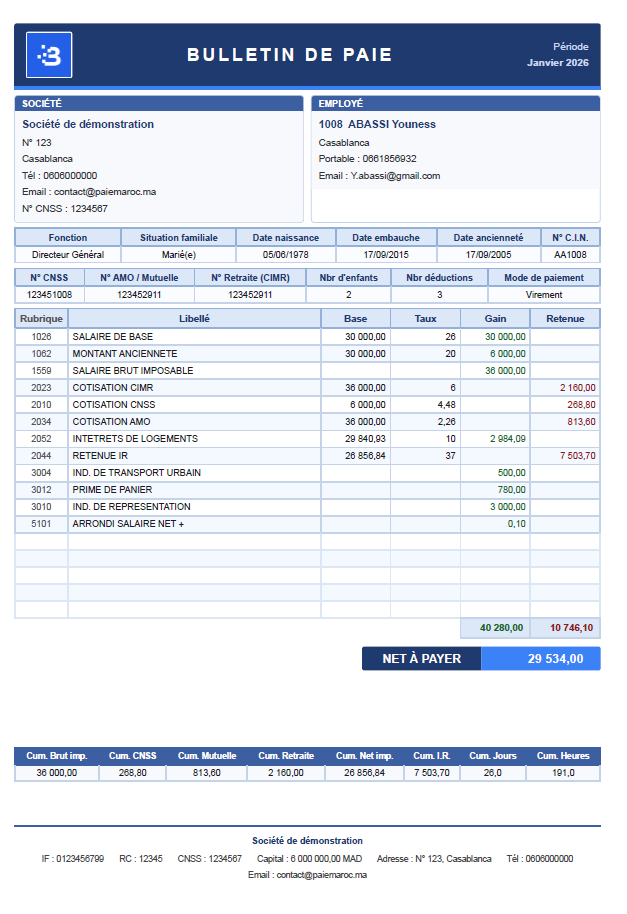 BULLETIN DE PAIE
Période
Janvier 2026
SOCIÉTÉ
Société de démonstration
N° 123
Casablanca
Tél : 0606000000
Email : contact@paiemaroc.ma
N° CNSS : 1234567
EMPLOYÉ
1008 ABASSI Youness
Casablanca
Portable : 0661856932
Email : Y.abassi@gmail.com
Fonction Situation familiale Date naissance Date embauche Date ancienneté N° C.I.N.
Directeur Général Marié(e) 05/06/1978 17/09/2015 17/09/2005 AA1008
N° CNSS N° AMO / Mutuelle N° Retraite (CIMR) Nbr d'enfants Nbr déductions Mode de paiement
123451008 123452911 123452911 2 3 Virement
Rubrique Libellé Base Taux Gain Retenue
1026 SALAIRE DE BASE 30 000,00 26 30 000,00
1062 MONTANT ANCIENNETE 30 000,00 20 6 000,00
1559 SALAIRE BRUT IMPOSABLE 36 000,00
2023 COTISATION CIMR 36 000,00 6 2 160,00
2010 COTISATION CNSS 6 000,00 4,48 268,80
2034 COTISATION AMO 36 000,00 2,26 813,60
2052 INTETRETS DE LOGEMENTS 29 840,93 10 2 984,09
2044 RETENUE IR 26 856,84 37 7 503,70
3004 IND. DE TRANSPORT URBAIN 500,00
3012 PRIME DE PANIER 780,00
3010 IND. DE REPRESENTATION 3 000,00
5101 ARRONDI SALAIRE NET + 0,10
40 280,00 10 746,10
NET À PAYER 29 534,00
Cum. Brut imp. Cum. CNSS Cum. Mutuelle Cum. Retraite Cum. Net imp. Cum. I.R. Cum. Jours Cum. Heures
36 000,00 268,80 813,60 2 160,00 26 856,84 7 503,70 26,0 191,0
Société de démonstration
IF : 0123456799 RC : 12345 CNSS : 1234567 Capital : 6 000 000,00 MAD Adresse : N° 123, Casablanca Tél : 0606000000
Email : contact@paiemaroc.ma